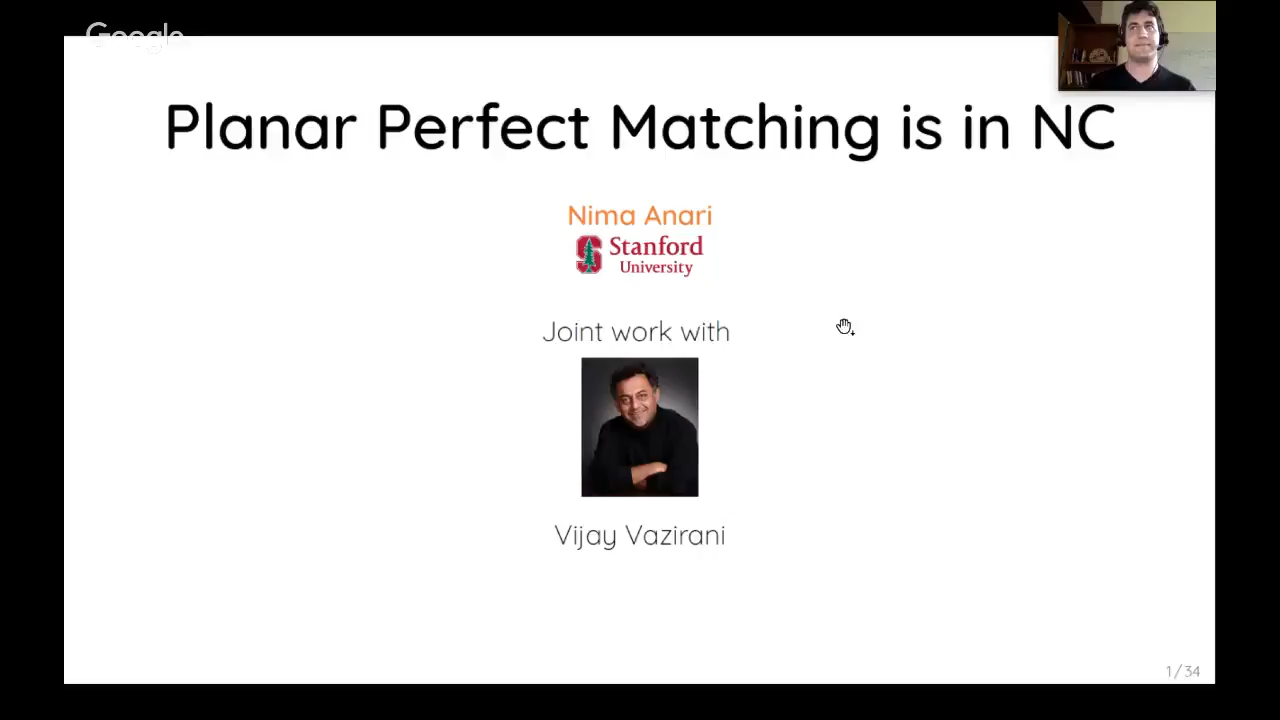 Google
Planar Perfect Matching is in NC
Nima Anari
Stanford
University
Joint work with
Vijay Vazirani
1/34